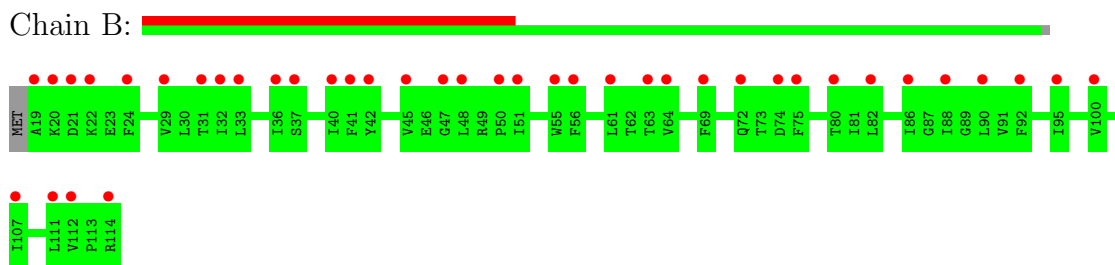 Chain B:
MET A19 K20 D21 K22 E23 F24 V29 L30 T31 I32 L33 I36 S37 I40 F41 Y42 V45 E46 G47 L48 R49 P50 I51 W55 F56 L61 T62 T63 V64 F69 Q72 T73 D74 F75 T80 I81 L82 I86 G87 I88 G89 L90 V91 F92 I95 V100
I107 L111 V112 P113 R114